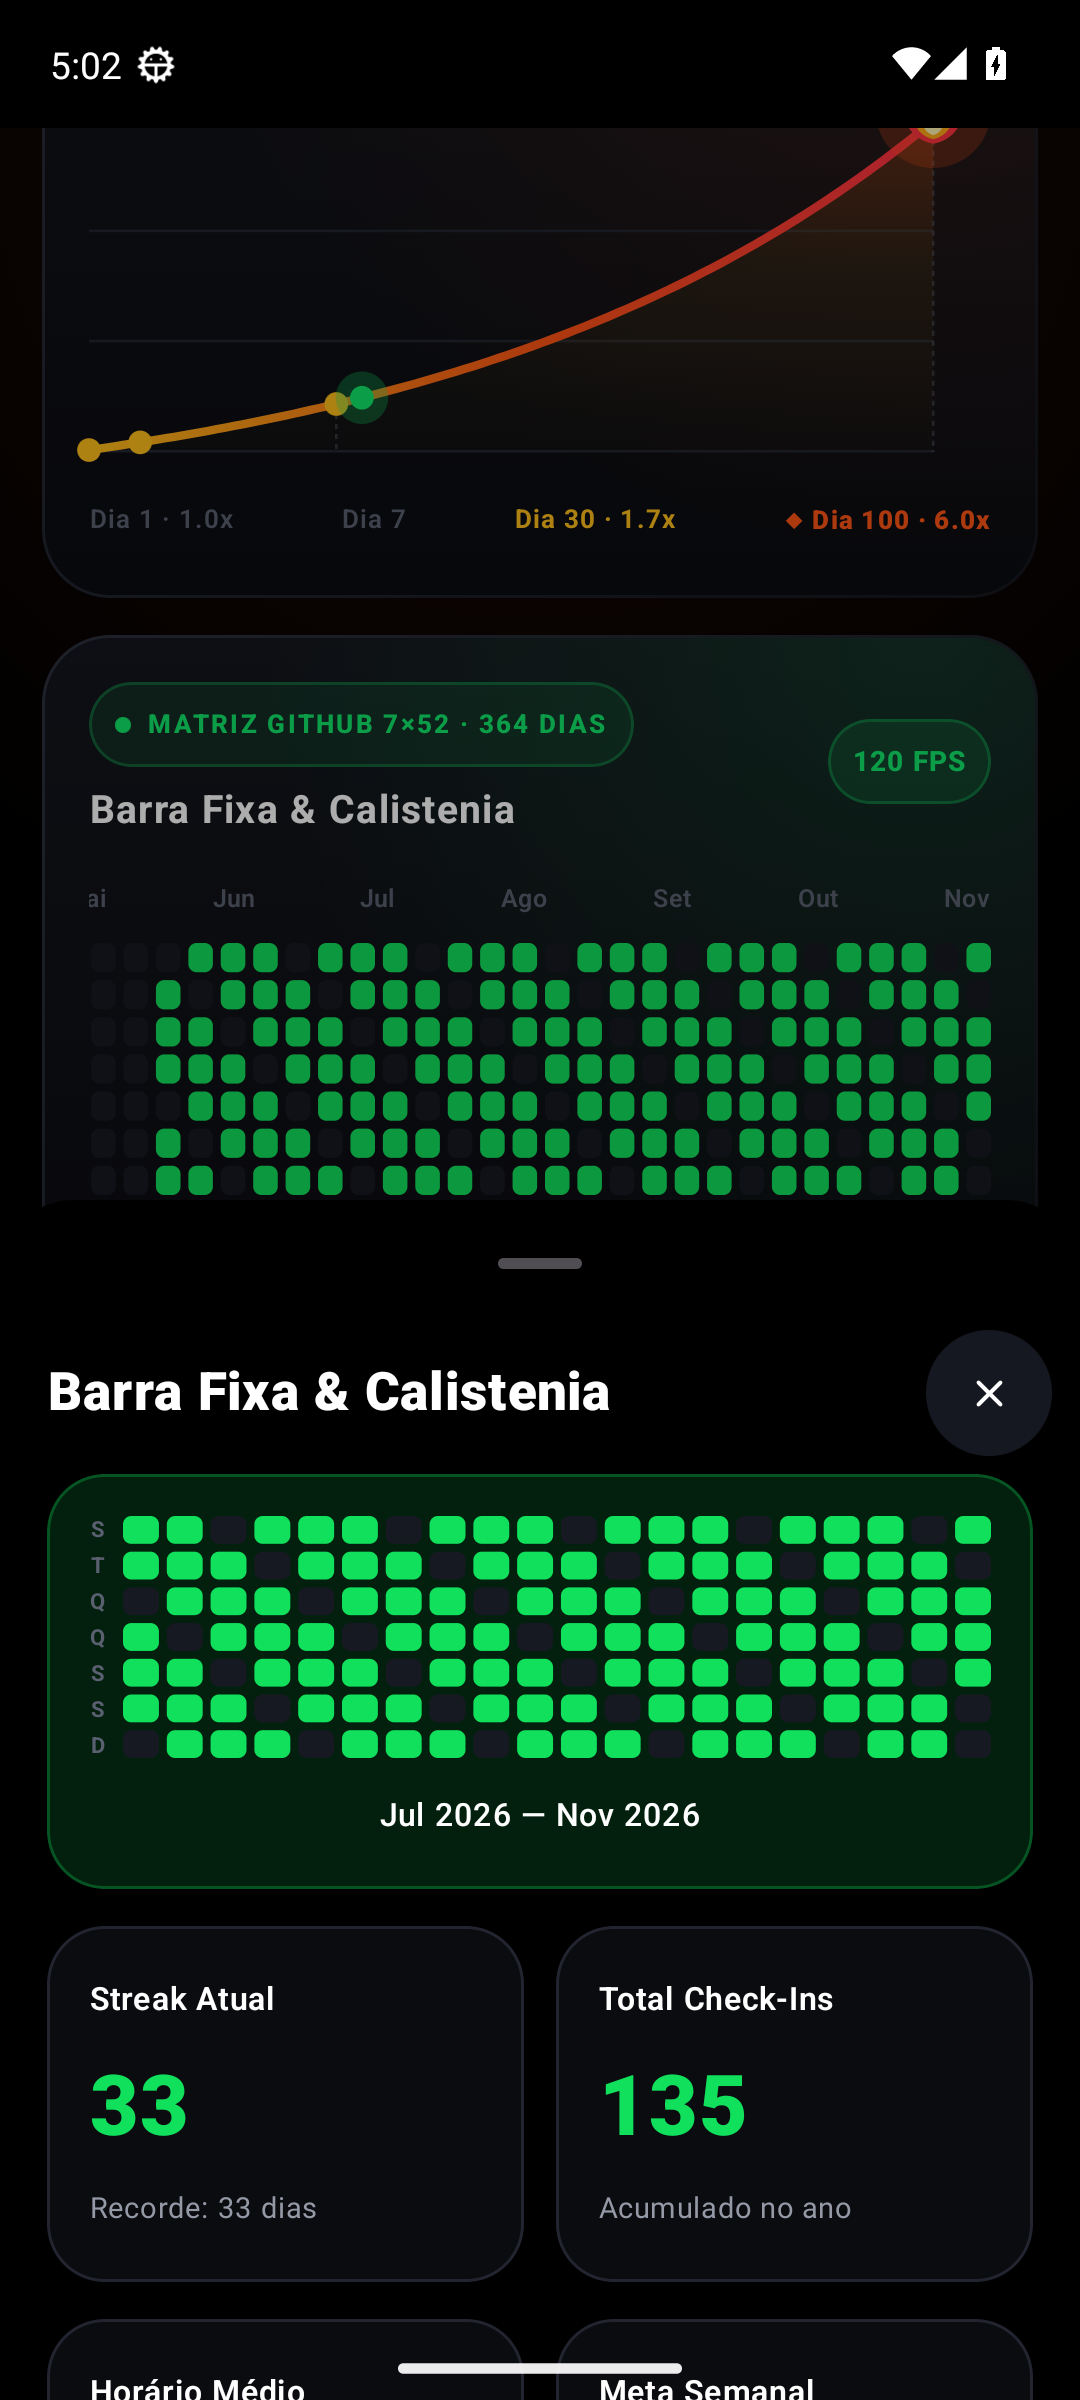 5:02
Dia 1 · 1.0x
Dia 7
Dia 30 · 1.7x
Dia 100 · 6.0x
MATRIZ GITHUB 7×52 · 364 DIAS
120 FPS
Barra Fixa & Calistenia
ai Jun Jul Ago Set Out Nov
Barra Fixa & Calistenia
S
T
Q
Q
S
S
D
Jul 2026 — Nov 2026
Streak Atual
33
Recorde: 33 dias
Total Check-Ins
135
Acumulado no ano
Horário Médio
Meta Semanal